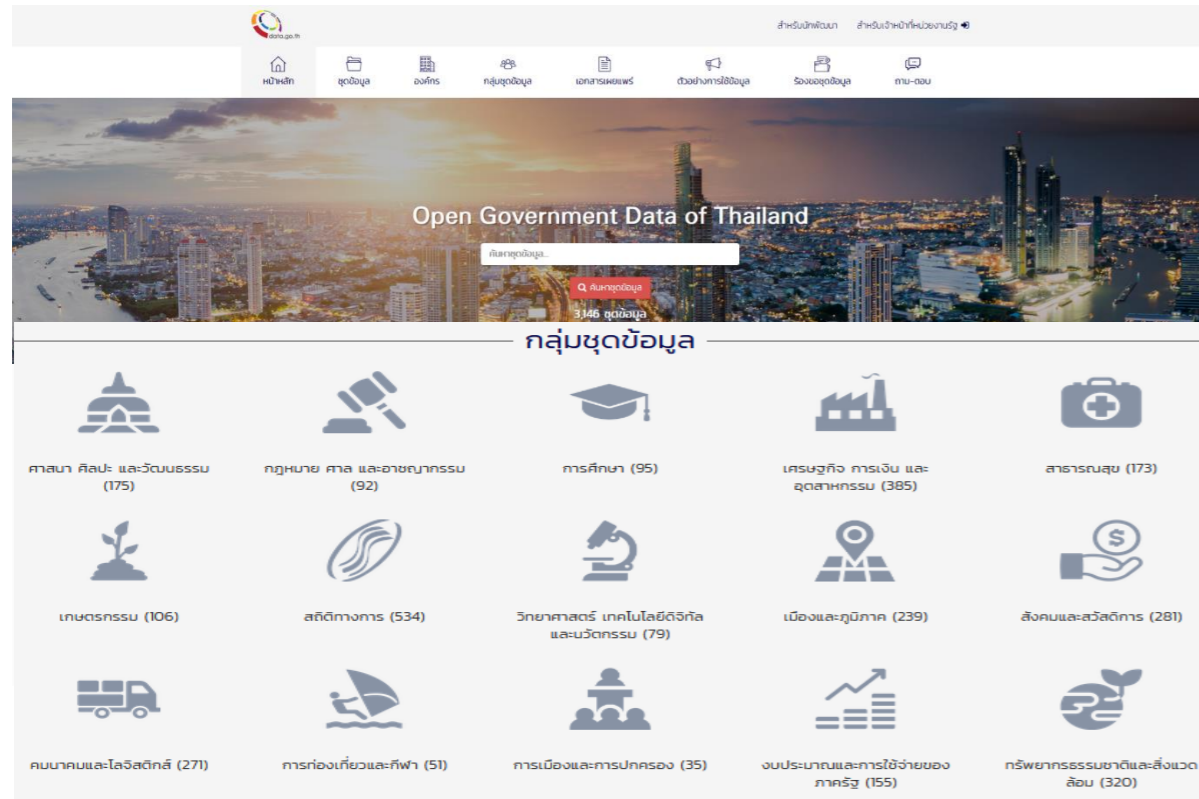 data.go.th
สำหรับนักพัฒนา สำหรับเจ้าหน้าที่หน่วยงานรัฐ
หน้าหลัก ชุดข้อมูล องค์กร กลุ่มชุดข้อมูล เอกสารเผยแพร่ ตัวอย่างการใช้ข้อมูล ร้องขอชุดข้อมูล ถาม-ตอบ
Open Government Data of Thailand
ค้นหาชุดข้อมูล...
ค้นหาชุดข้อมูล
3,146 ชุดข้อมูล
กลุ่มชุดข้อมูล
ศาสนา ศิลปะ และวัฒนธรรม
(175)
กฎหมาย ศาล และอาชญากรรม
(92)
การศึกษา (95)
เศรษฐกิจ การเงิน และ
อุตสาหกรรม (385)
สาธารณสุข (173)
เกษตรกรรม (106)
สถิติทางการ (534)
วิทยาศาสตร์ เทคโนโลยีดิจิทัล
และนวัตกรรม (79)
เมืองและภูมิภาค (239)
สังคมและสวัสดิการ (281)
คมนาคมและโลจิสติกส์ (271)
การท่องเที่ยวและกีฬา (51)
การเมืองและการปกครอง (35)
งบประมาณและการใช้จ่ายของ
ภาครัฐ (155)
ทรัพยากรธรรมชาติและสิ่งแวด
ล้อม (320)